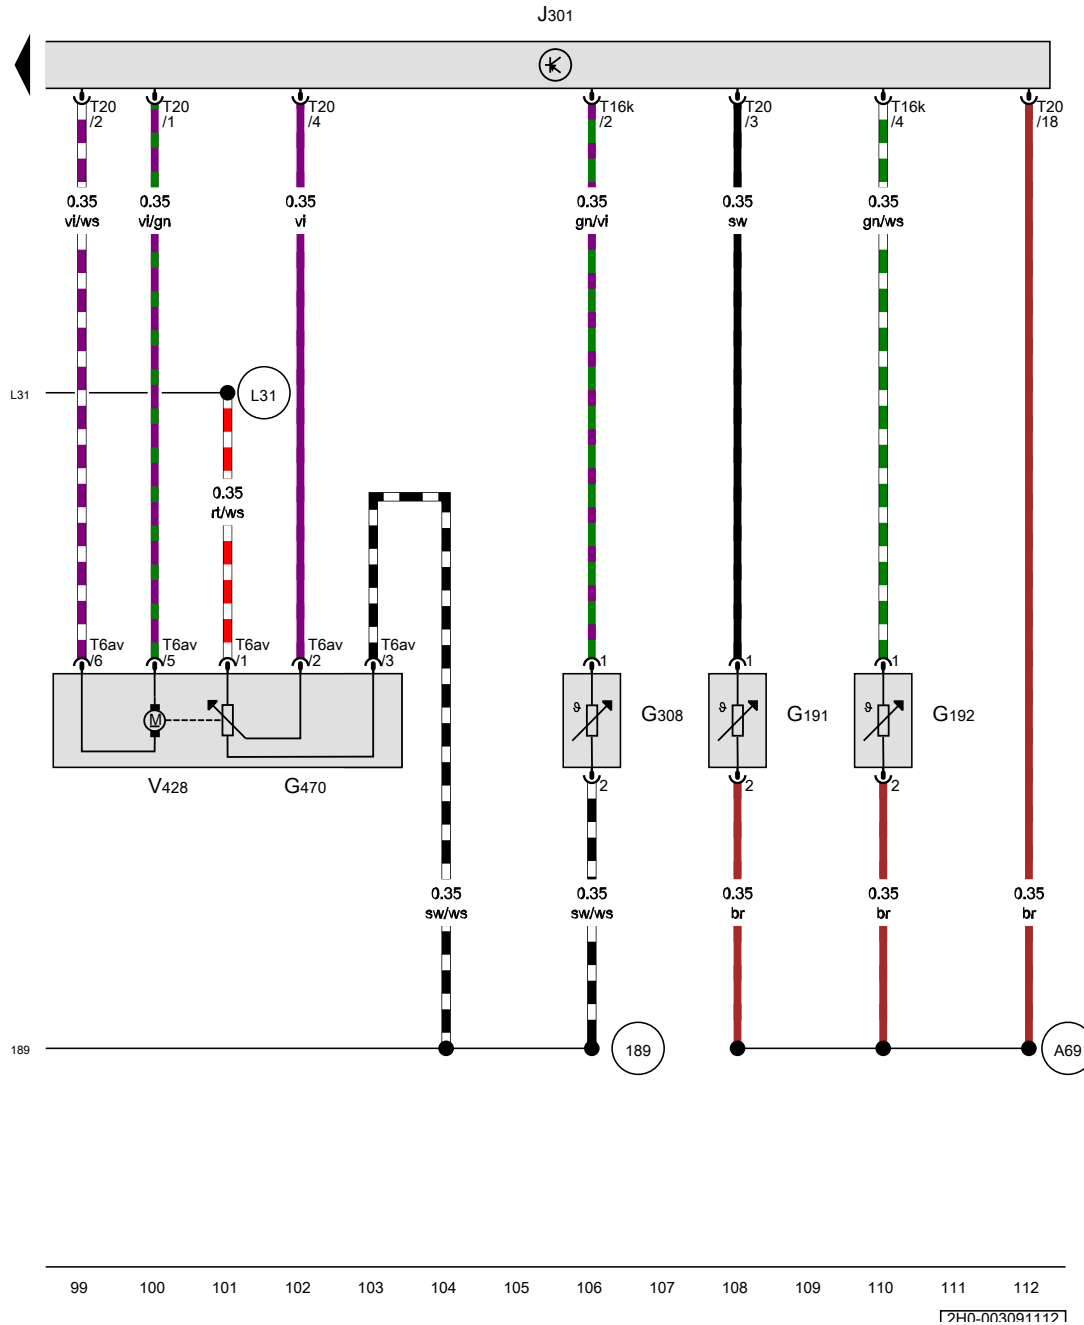 J301
T20 T20 T20 T16k T20 T16k T20
/2 /1 /4 /2 /3 /4 /18
0.35 0.35 0.35 0.35 0.35 0.35
vi/ws vi/gn vi gn/vi sw gn/ws
L31 L31
0.35
rt/ws
T6av T6av T6av T6av T6av
/6 /5 /1 /2 /3 1 1 1
M ϑ ϑ ϑ
G308 G191 G192
V428 G470 2 2 2
0.35 0.35 0.35 0.35 0.35
sw/ws sw/ws br br br
189 189 A69
99 100 101 102 103 104 105 106 107 108 109 110 111 112
2H0-003091112